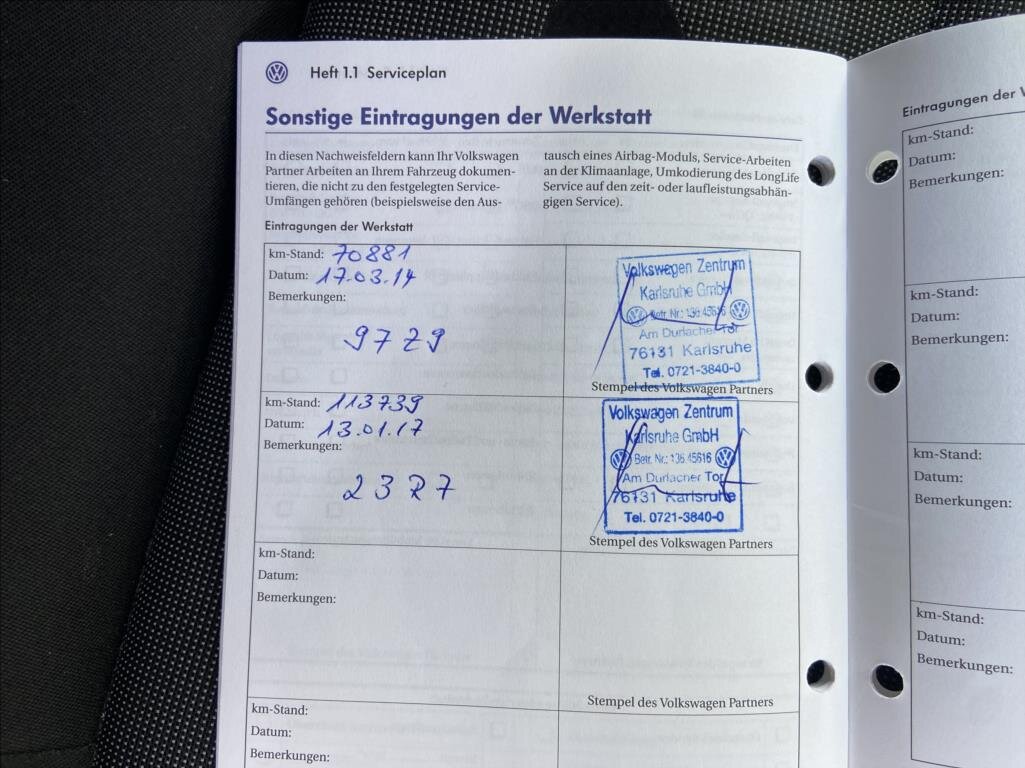 Heft 1.1 Serviceplan
Sonstige Eintragungen der Werkstatt
In diesen Nachweisfeldern kann Ihr Volkswagen
Partner Arbeiten an Ihrem Fahrzeug dokumen-
tieren, die nicht zu den festgelegten Service-
Umfängen gehören (beispielsweise den Aus-
tausch eines Airbag-Moduls, Service-Arbeiten
an der Klimaanlage, Umkodierung des LongLife
Service auf den zeit- oder laufleistungsabhän-
gigen Service).
Eintragungen der Werkstatt
km-Stand: 70881
Datum: 17.03.14
Bemerkungen:
97Z9
Volkswagen Zentrum
Karlsruhe GmbH
Betr. Nr.: 136 45616
Am Durlacher Tor
76131 Karlsruhe
Tel. 0721-3840-0
Stempel des Volkswagen Partners
km-Stand: 113739
Datum: 13.01.17
Bemerkungen:
23R7
Volkswagen Zentrum
Karlsruhe GmbH
Betr. Nr.: 136 45616
Am Durlacher Tor
76131 Karlsruhe
Tel. 0721-3840-0
Stempel des Volkswagen Partners
km-Stand:
Datum:
Bemerkungen:
Stempel des Volkswagen Partners
km-Stand:
Datum:
Bemerkungen:
Eintragungen der
km-Stand:
Datum:
Bemerkungen:
km-Stand:
Datum:
Bemerkungen:
km-Stand:
Datum:
Bemerkungen:
km-Stand:
Datum:
Bemerkungen: